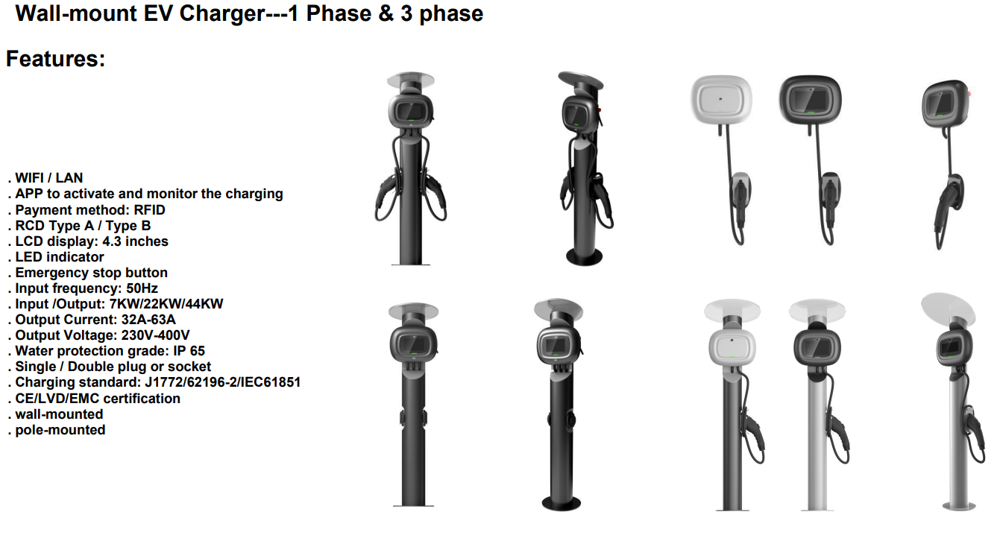 Wall-mount EV Charger---1 Phase & 3 phase
Features:
. WIFI / LAN
. APP to activate and monitor the charging
. Payment method: RFID
. RCD Type A / Type B
. LCD display: 4.3 inches
. LED indicator
. Emergency stop button
. Input frequency: 50Hz
. Input /Output: 7KW/22KW/44KW
. Output Current: 32A-63A
. Output Voltage: 230V-400V
. Water protection grade: IP 65
. Single / Double plug or socket
. Charging standard: J1772/62196-2/IEC61851
. CE/LVD/EMC certification
. wall-mounted
. pole-mounted